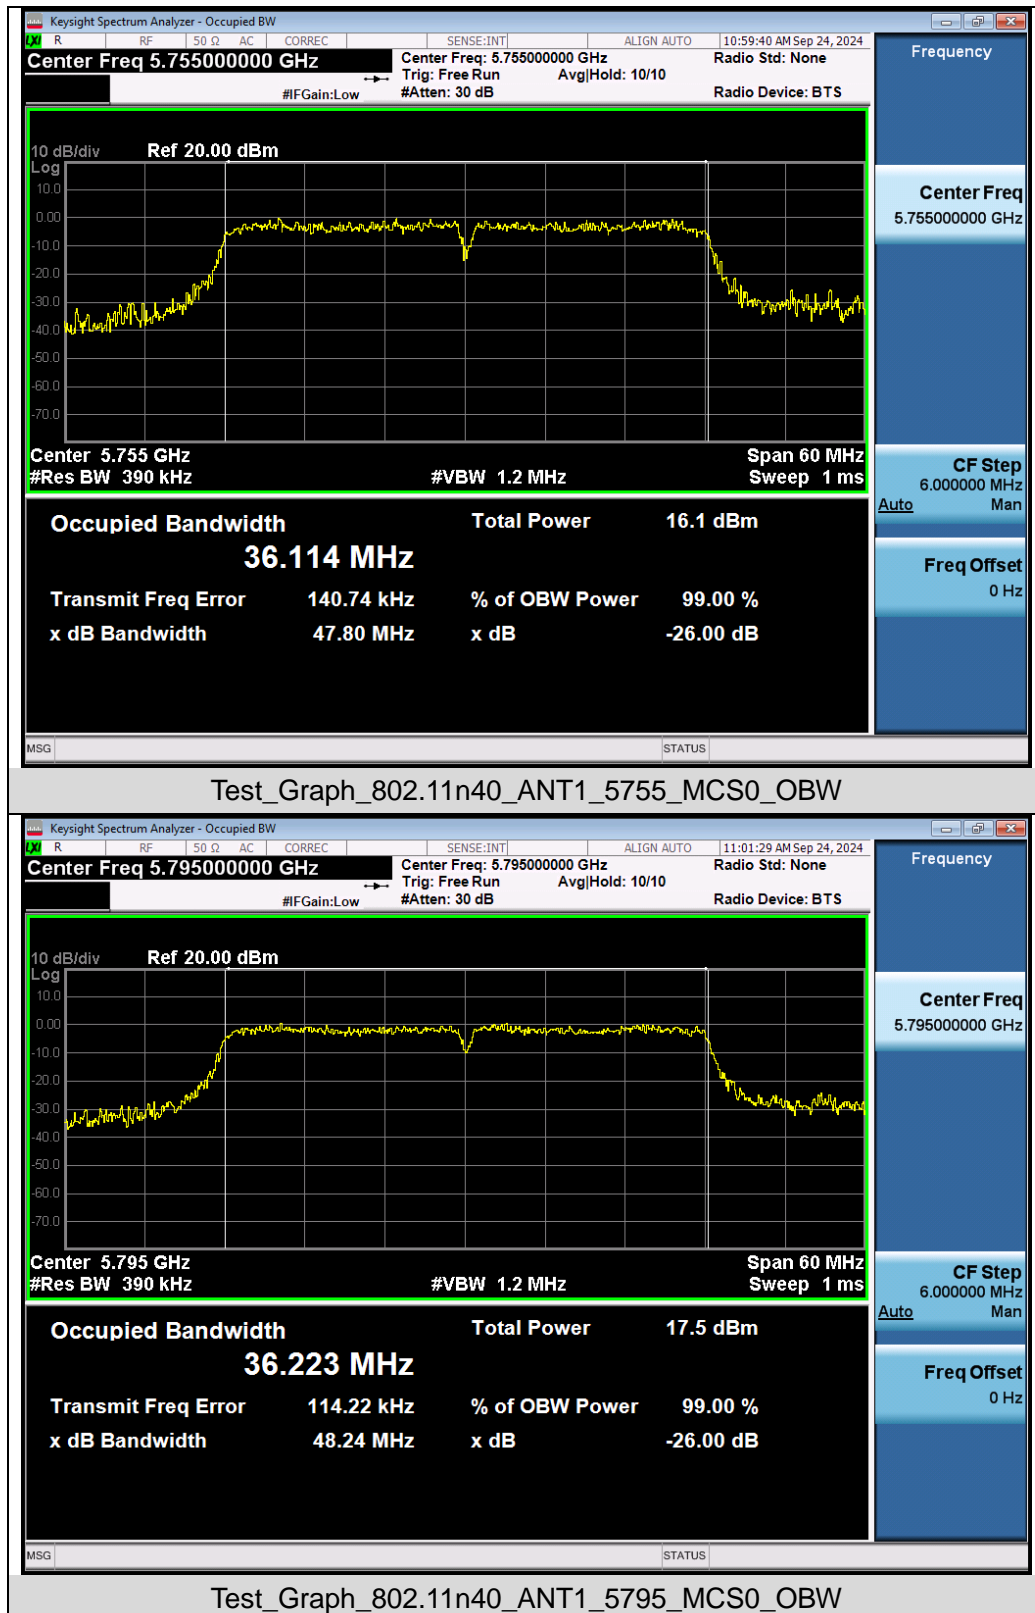 Keysight Spectrum Analyzer - Occupied BW
LXI R RF 50 Ω AC CORREC SENSE:INT ALIGN AUTO 10:59:40 AM Sep 24, 2024
Center Freq 5.755000000 GHz
Center Freq: 5.755000000 GHz Radio Std: None
Trig: Free Run Avg|Hold: 10/10
#IFGain:Low #Atten: 30 dB Radio Device: BTS
Frequency
10 dB/div Ref 20.00 dBm
Log
10.0
0.00
-10.0
-20.0
-30.0
-40.0
-50.0
-60.0
-70.0
Center 5.755 GHz Span 60 MHz
#Res BW 390 kHz #VBW 1.2 MHz Sweep 1 ms
Center Freq
5.755000000 GHz
CF Step
6.000000 MHz
Auto Man
Freq Offset
0 Hz
Occupied Bandwidth Total Power 16.1 dBm
36.114 MHz
Transmit Freq Error 140.74 kHz % of OBW Power 99.00 %
x dB Bandwidth 47.80 MHz x dB -26.00 dB
MSG STATUS
Test_Graph_802.11n40_ANT1_5755_MCS0_OBW
Keysight Spectrum Analyzer - Occupied BW
LXI R RF 50 Ω AC CORREC SENSE:INT ALIGN AUTO 11:01:29 AM Sep 24, 2024
Center Freq 5.795000000 GHz
Center Freq: 5.795000000 GHz Radio Std: None
Trig: Free Run Avg|Hold: 10/10
#IFGain:Low #Atten: 30 dB Radio Device: BTS
Frequency
10 dB/div Ref 20.00 dBm
Log
10.0
0.00
-10.0
-20.0
-30.0
-40.0
-50.0
-60.0
-70.0
Center 5.795 GHz Span 60 MHz
#Res BW 390 kHz #VBW 1.2 MHz Sweep 1 ms
Center Freq
5.795000000 GHz
CF Step
6.000000 MHz
Auto Man
Freq Offset
0 Hz
Occupied Bandwidth Total Power 17.5 dBm
36.223 MHz
Transmit Freq Error 114.22 kHz % of OBW Power 99.00 %
x dB Bandwidth 48.24 MHz x dB -26.00 dB
MSG STATUS
Test_Graph_802.11n40_ANT1_5795_MCS0_OBW